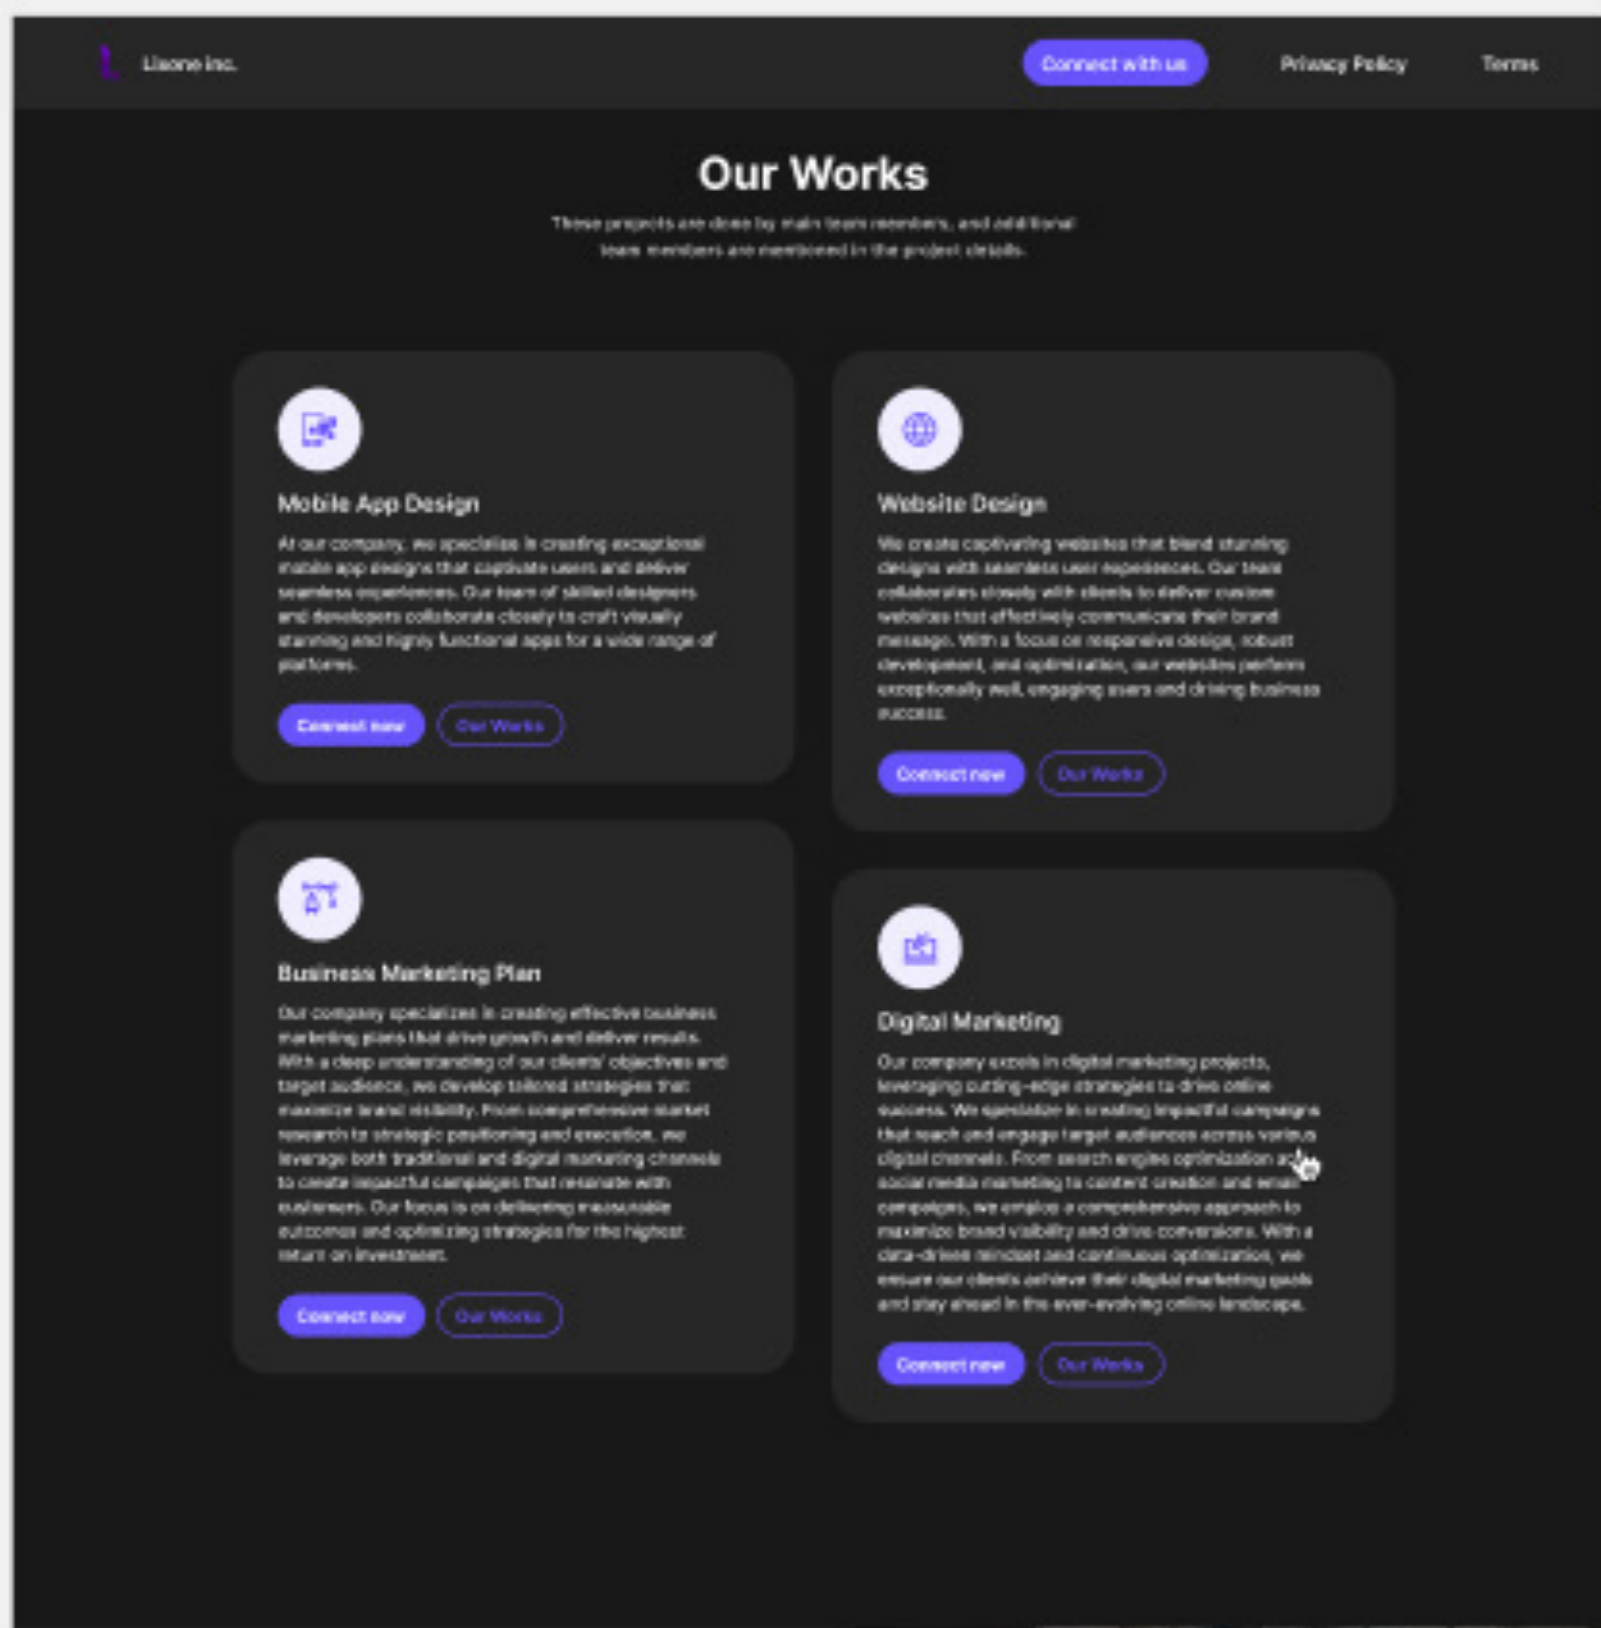 Lisone inc.
Connect with us
Privacy Policy
Terms
Our Works
These projects are done by main team members, and additional
team members are mentioned in the project details.
Mobile App Design
At our company, we specialise in creating exceptional
mobile app designs that captivate users and deliver
seamless experiences. Our team of skilled designers
and developers collaborate closely to craft visually
stunning and highly functional apps for a wide range of
platforms.
Connect now
Our Works
Website Design
We create captivating websites that blend stunning
designs with seamless user experiences. Our team
collaborates closely with clients to deliver custom
websites that effectively communicate their brand
message. With a focus on responsive design, robust
development, and optimization, our websites perform
exceptionally well, engaging users and driving business
success.
Connect now
Our Works
Business Marketing Plan
Our company specializes in creating effective business
marketing plans that drive growth and deliver results.
With a deep understanding of our clients' objectives and
target audience, we develop tailored strategies that
maximize brand visibility. From comprehensive market
research to strategic positioning and execution, we
leverage both traditional and digital marketing channels
to create impactful campaigns that resonate with
customers. Our focus is on delivering measurable
outcomes and optimizing strategies for the highest
return on investment.
Connect now
Our Works
Digital Marketing
Our company excels in digital marketing projects,
leveraging cutting-edge strategies to drive online
success. We specialize in creating impactful campaigns
that reach and engage target audiences across various
digital channels. From search engine optimization
social media marketing to content creation and email
campaigns, we employ a comprehensive approach to
maximize brand visibility and drive conversions. With a
data-driven mindset and continuous optimization, we
ensure our clients achieve their digital marketing goals
and stay ahead in the ever-evolving online landscape.
Connect now
Our Works